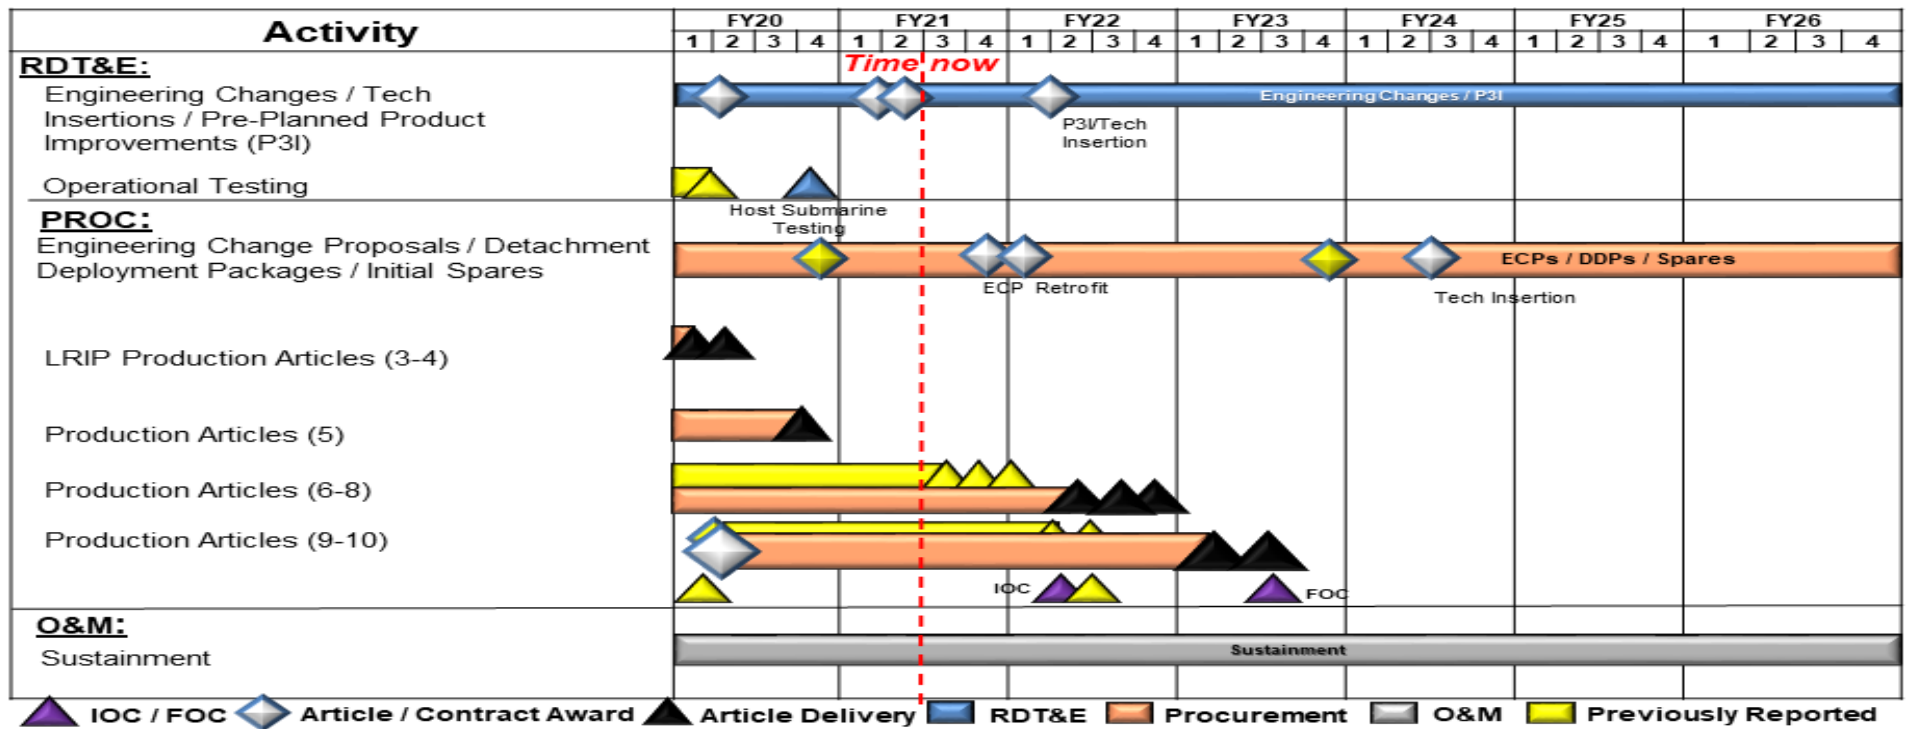 Activity
FY20 FY21 FY22 FY23 FY24 FY25 FY26
1 2 3 4 1 2 3 4 1 2 3 4 1 2 3 4 1 2 3 4 1 2 3 4 1 2 3 4
RDT&E:
Time now
Engineering Changes / Tech
Insertions / Pre-Planned Product
Improvements (P3I)
Engineering Changes / P3I
P3I/Tech
Insertion
Operational Testing
Host Submarine
Testing
PROC:
Engineering Change Proposals / Detachment
Deployment Packages / Initial Spares
ECPs / DDPs / Spares
ECP Retrofit
Tech Insertion
LRIP Production Articles (3-4)
Production Articles (5)
Production Articles (6-8)
Production Articles (9-10)
IOC
FOC
O&M:
Sustainment
Sustainment
IOC / FOC Article / Contract Award Article Delivery RDT&E Procurement O&M Previously Reported